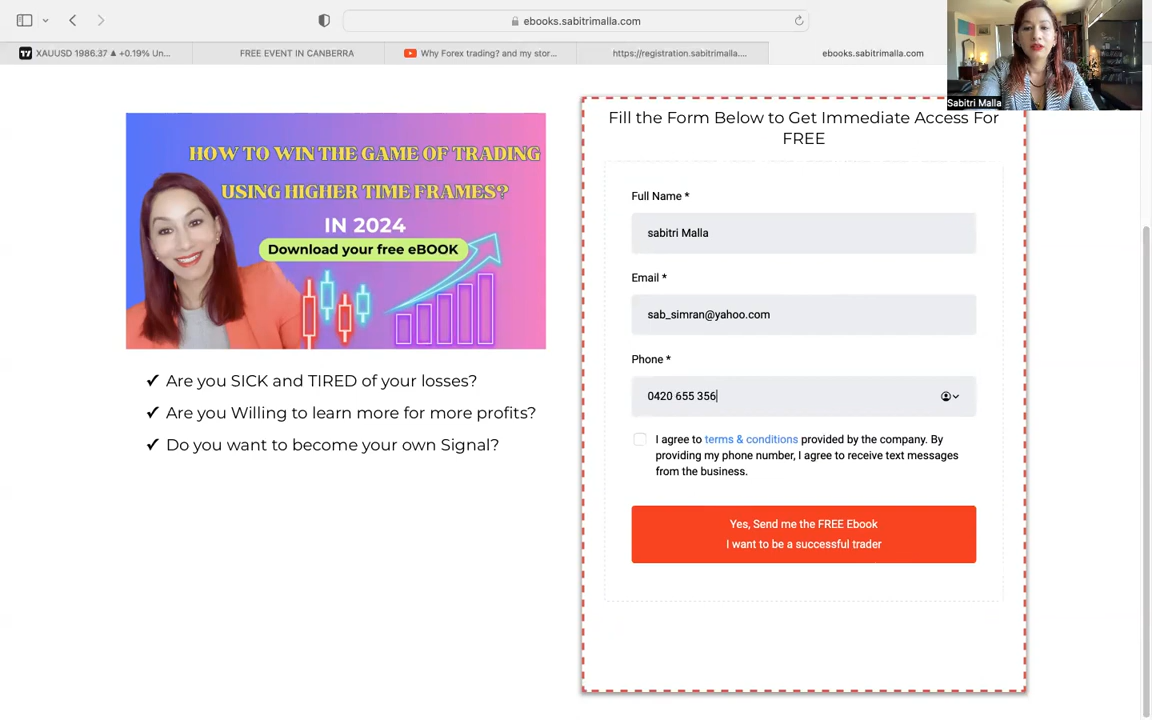 ebooks.sabitrimalla.com
XAUUSD 1986.37 ▲ +0.19% Un...
FREE EVENT IN CANBERRA
Why Forex trading? and my stor...
https://registration.sabitrimalla....
ebooks.sabitrimalla.com
Sabitri Malla
HOW TO WIN THE GAME OF TRADING
USING HIGHER TIME FRAMES?
IN 2024
Download your free eBOOK
✔ Are you SICK and TIRED of your losses?
✔ Are you Willing to learn more for more profits?
✔ Do you want to become your own Signal?
Fill the Form Below to Get Immediate Access For
FREE
Full Name *
sabitri Malla
Email *
sab_simran@yahoo.com
Phone *
0420 655 356
I agree to terms & conditions provided by the company. By
providing my phone number, I agree to receive text messages
from the business.
Yes, Send me the FREE Ebook
I want to be a successful trader